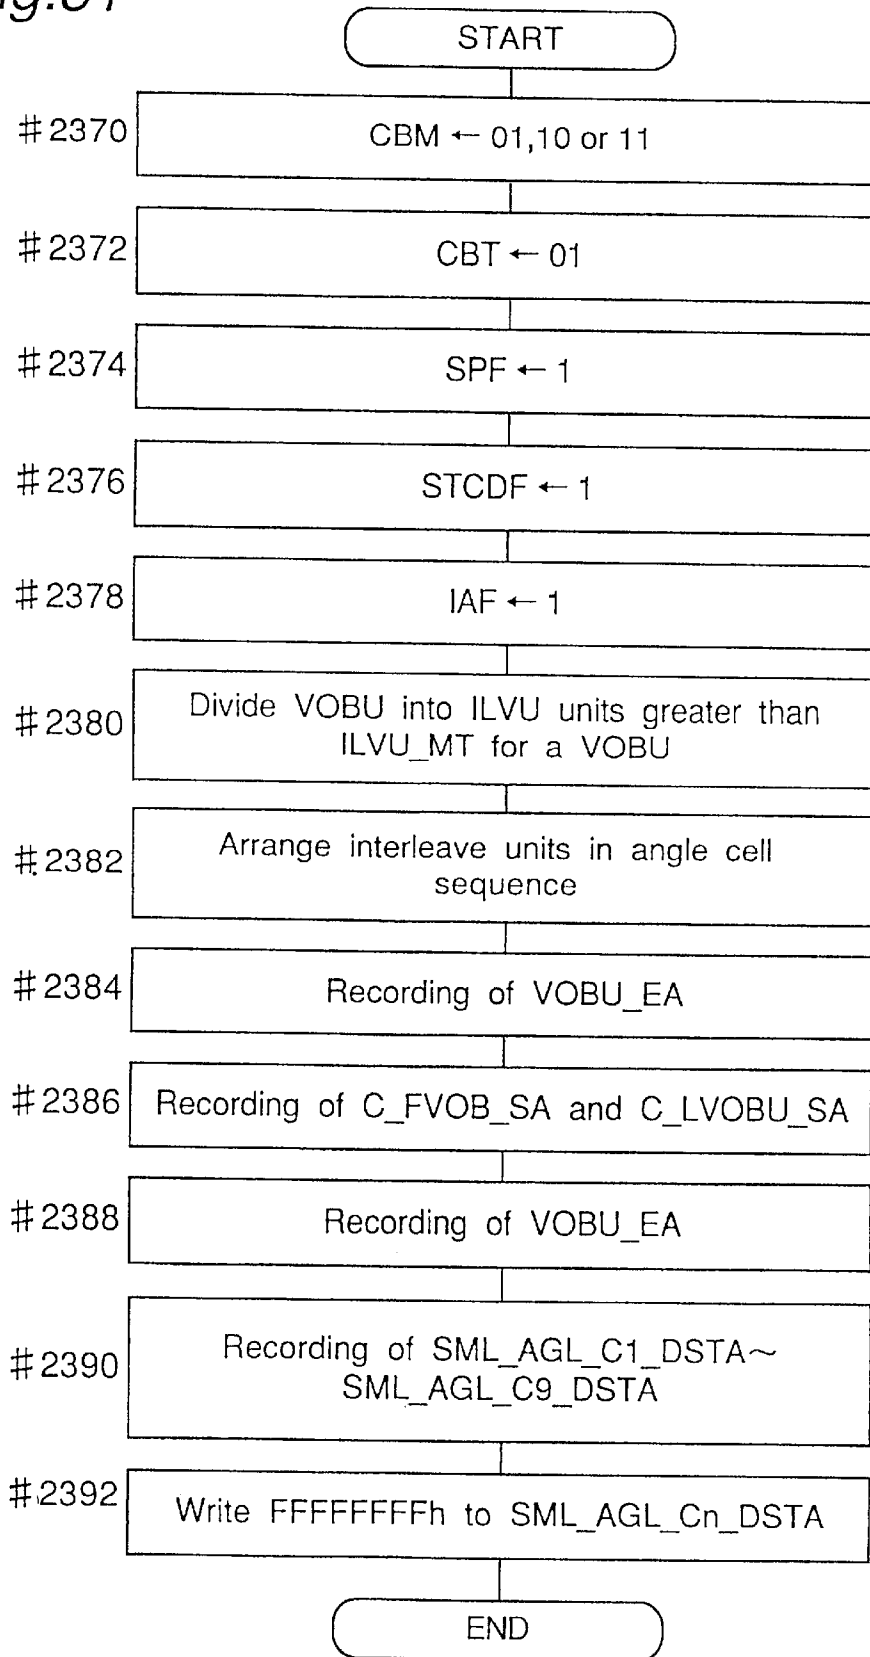 START
#2370 CBM ← 01,10 or 11
#2372 CBT ← 01
#2374 SPF ← 1
#2376 STCDF ← 1
#2378 IAF ← 1
#2380 Divide VOBU into ILVU units greater than
ILVU_MT for a VOBU
#2382 Arrange interleave units in angle cell
sequence
#2384 Recording of VOBU_EA
#2386 Recording of C_FVOB_SA and C_LVOBU_SA
#2388 Recording of VOBU_EA
#2390 Recording of SML_AGL_C1_DSTA~
SML_AGL_C9_DSTA
#2392 Write FFFFFFFFh to SML_AGL_Cn_DSTA
END